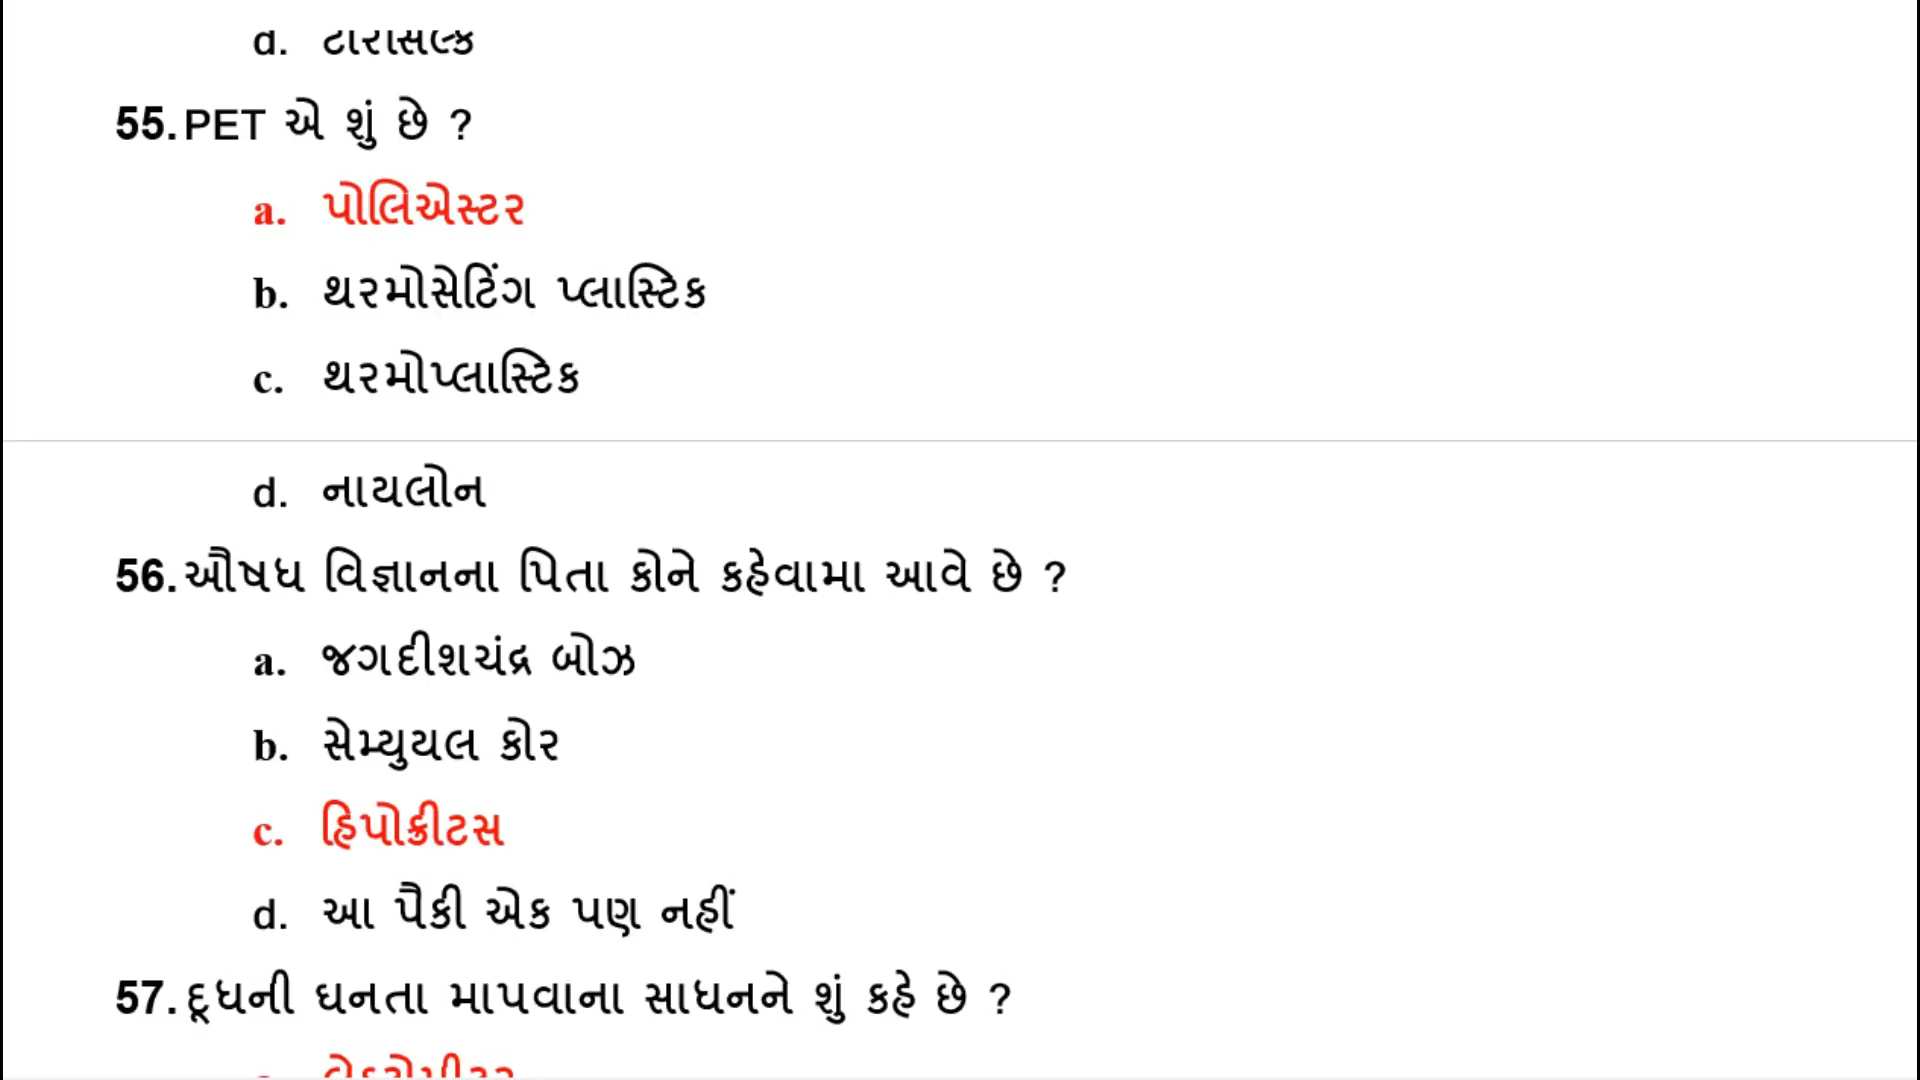 d. ટેરીસિલ્ક
55. PET એ શું છે ?
a. પોલિએસ્ટર
b. થરમોસેટિંગ પ્લાસ્ટિક
c. થરમોપ્લાસ્ટિક
d. નાયલોન
56. ઔષધ વિજ્ઞાનના પિતા કોને કહેવામા આવે છે ?
a. જગદીશચંદ્ર બોઝ
b. સેમ્યુયલ કોર
c. હિપોક્રીટસ
d. આ પૈકી એક પણ નહીં
57. દૂધની ઘનતા માપવાના સાધનને શું કહે છે ?